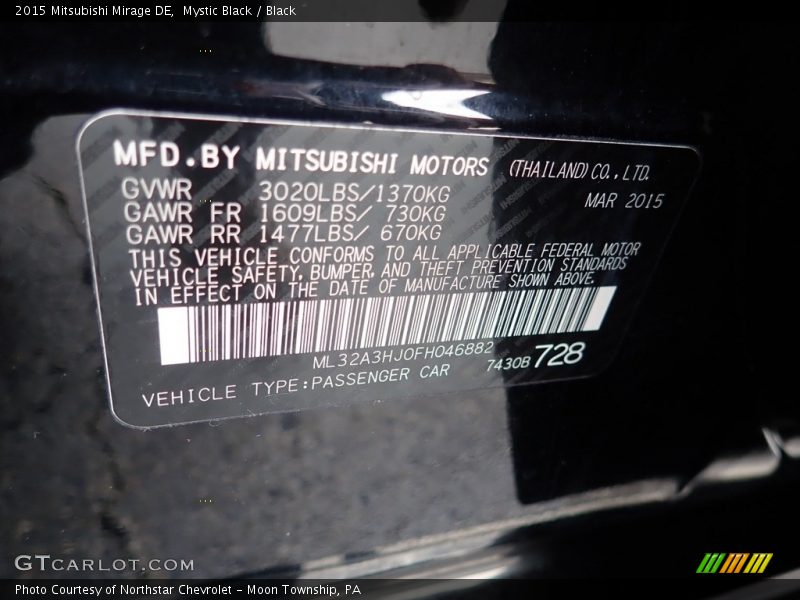 2015 Mitsubishi Mirage DE,  Mystic Black / Black
MFD.BY MITSUBISHI MOTORS (THAILAND) CO., LTD.
GVWR 3020LBS/1370KG MAR 2015
GAWR FR 1609LBS/ 730KG
GAWR RR 1477LBS/ 670KG
THIS VEHICLE CONFORMS TO ALL APPLICABLE FEDERAL MOTOR
VEHICLE SAFETY, BUMPER, AND THEFT PREVENTION STANDARDS
IN EFFECT ON THE DATE OF MANUFACTURE SHOWN ABOVE.
ML32A3HJ0FH046882
7430B 728
VEHICLE TYPE:PASSENGER CAR
GTCARLOT.COM
Photo Courtesy of Northstar Chevrolet - Moon Township, PA